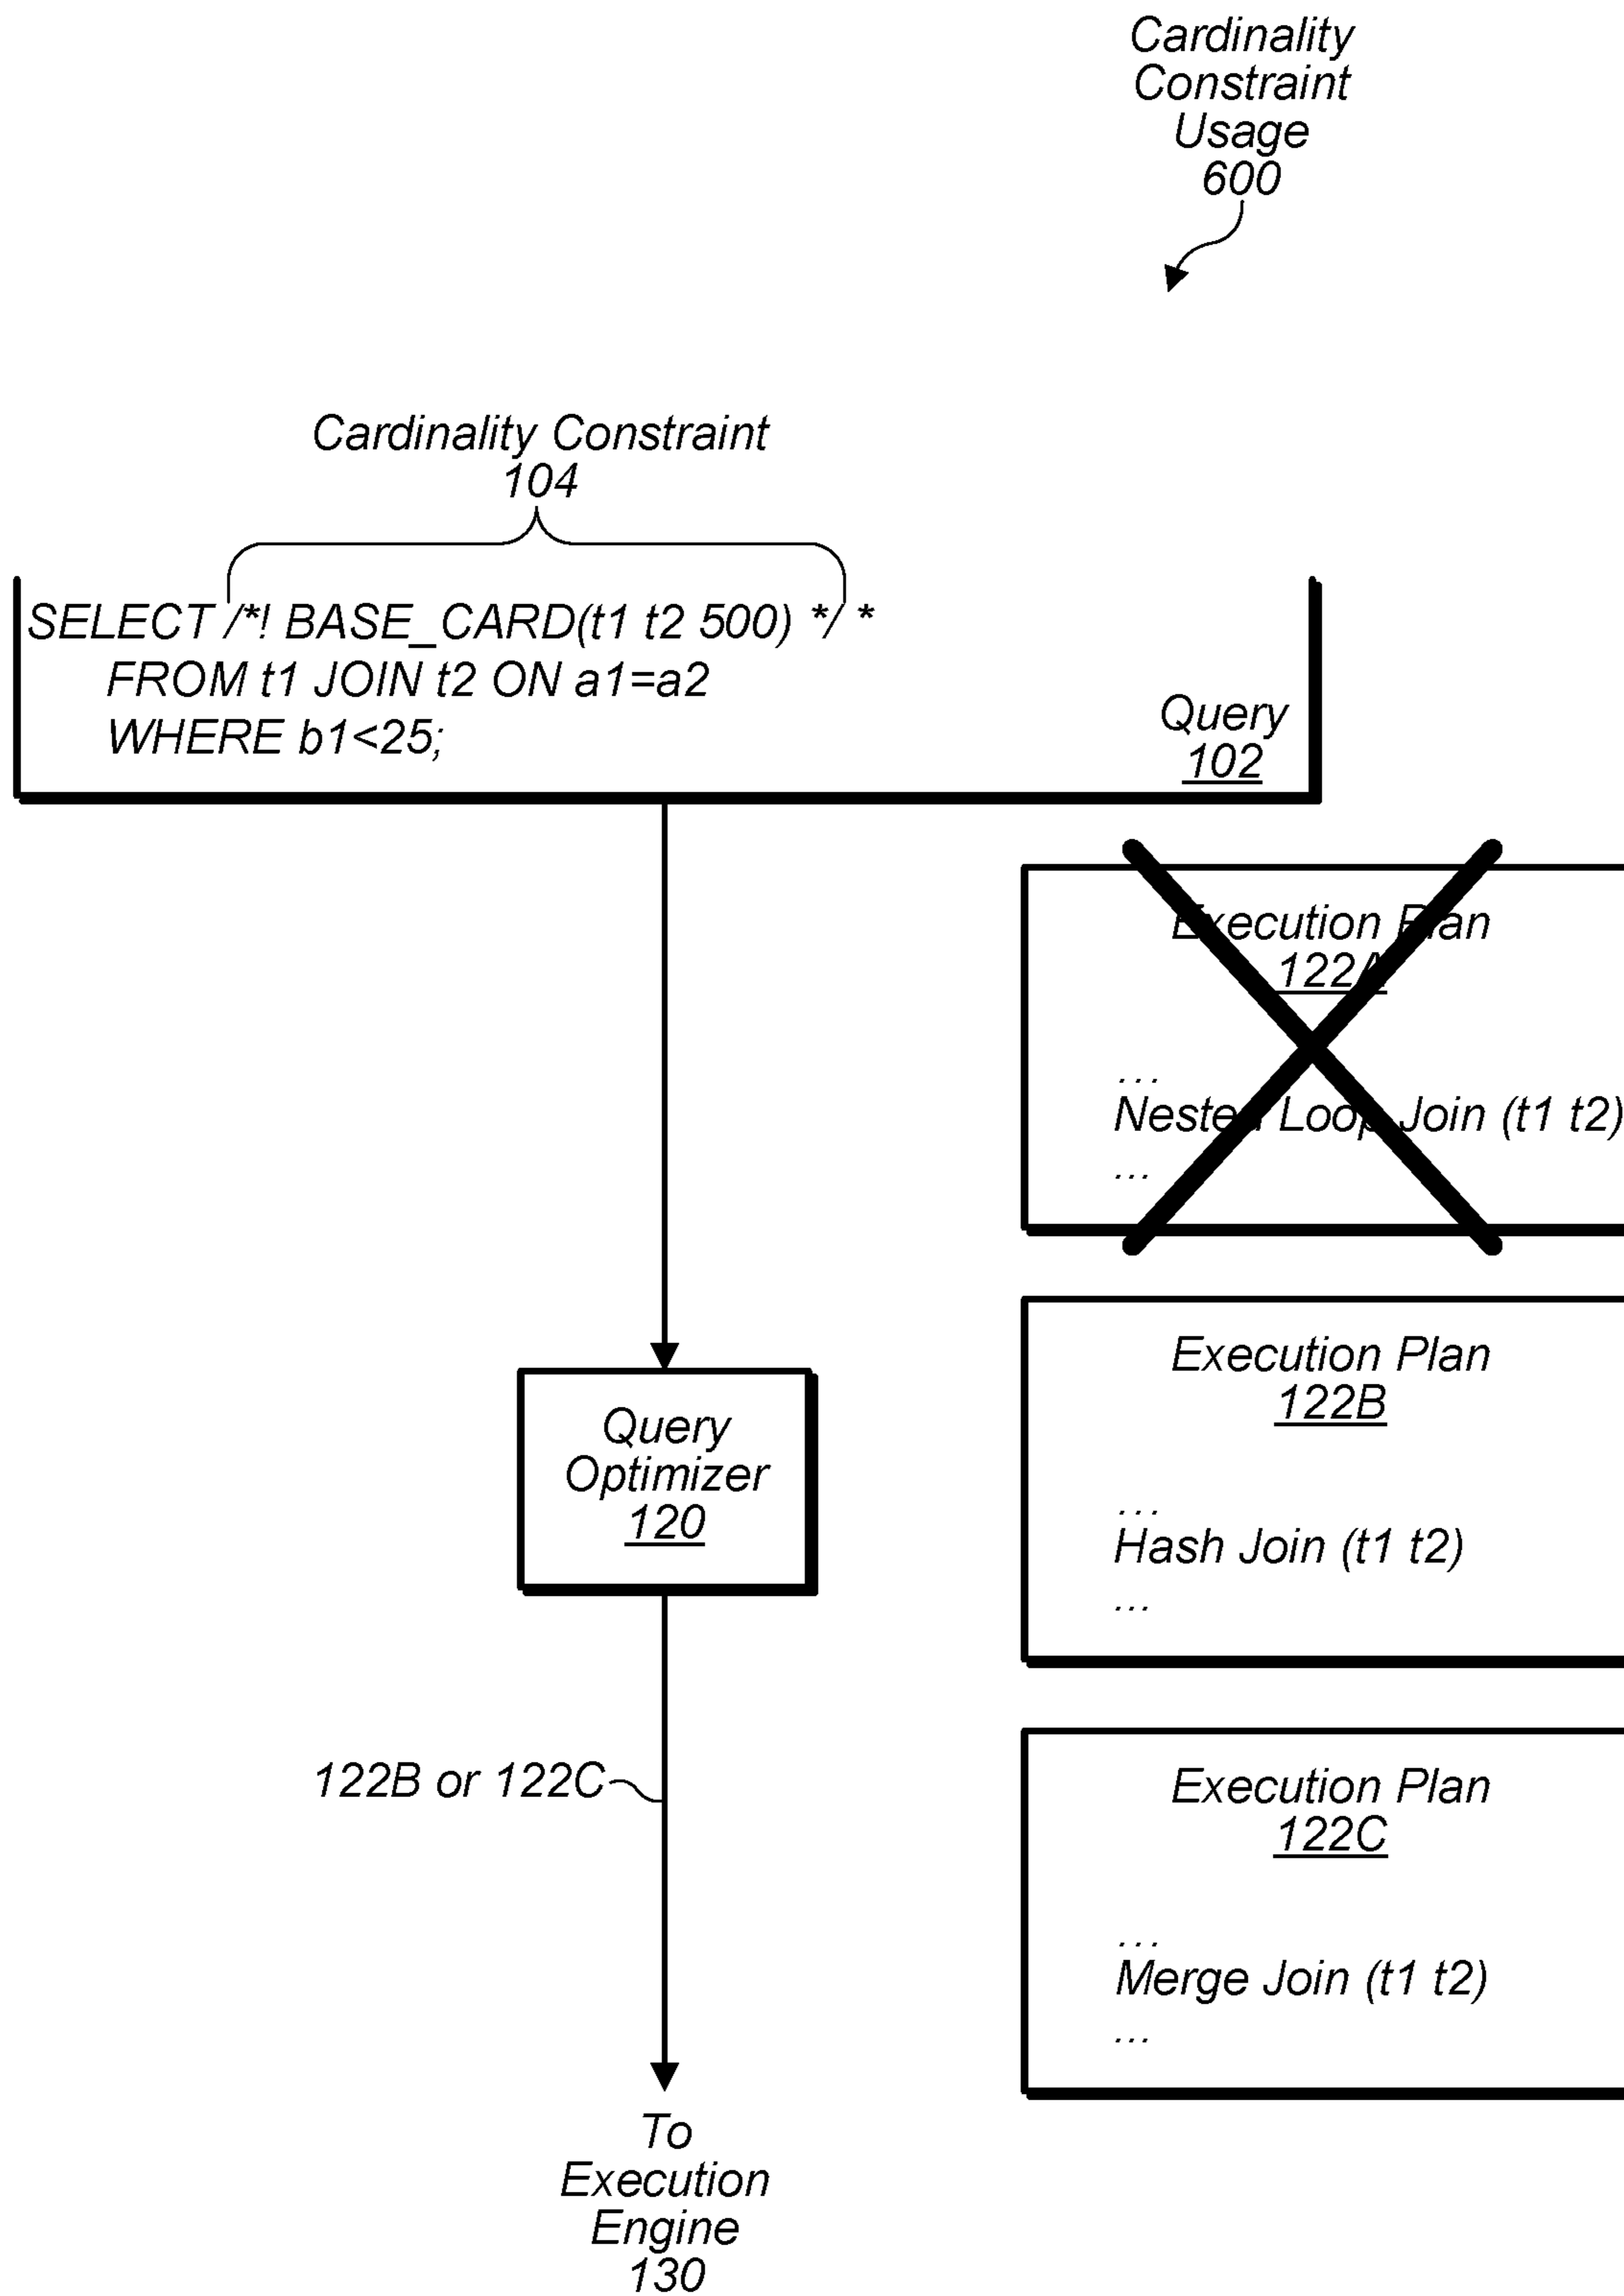 Cardinality
Constraint
Usage
600
Cardinality Constraint
104
SELECT /*! BASE_CARD(t1 t2 500) */ *
FROM t1 JOIN t2 ON a1=a2
WHERE b1<25;
Query
102
Execution Plan
122A
...
Nested Loop Join (t1 t2)
...
Execution Plan
122B
...
Hash Join (t1 t2)
...
Query
Optimizer
120
122B or 122C
Execution Plan
122C
...
Merge Join (t1 t2)
...
To
Execution
Engine
130